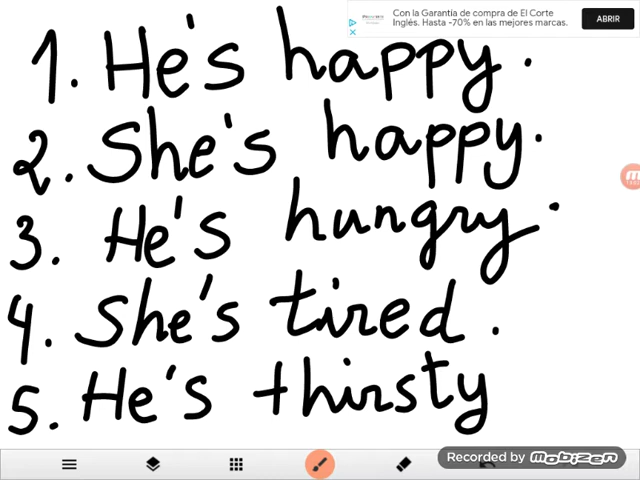 Con la Garantía de compra de El Corte
Inglés. Hasta -70% en las mejores marcas.
ABRIR
1. He's happy.
2. She's happy.
3. He's hungry.
4. She's tired.
5. He's thirsty
Recorded by mobizen